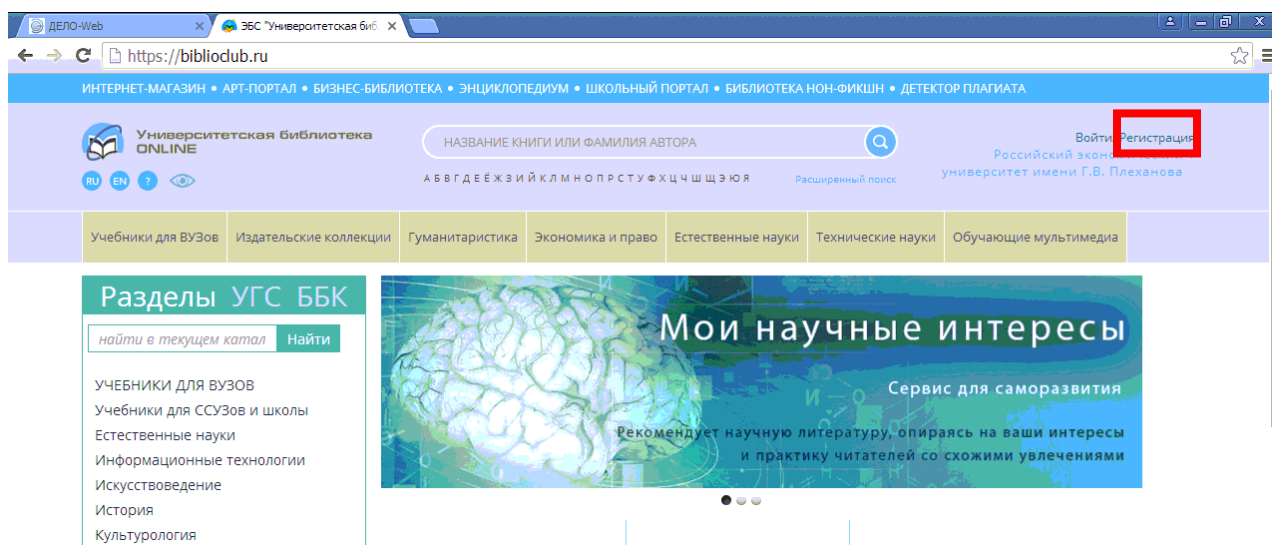 ДЕЛО-Web
ЭБС "Университетская биб
https://biblioclub.ru
ИНТЕРНЕТ-МАГАЗИН • АРТ-ПОРТАЛ • БИЗНЕС-БИБЛИОТЕКА • ЭНЦИКЛОПЕДИУМ • ШКОЛЬНЫЙ ПОРТАЛ • БИБЛИОТЕКА НОН-ФИКШН • ДЕТЕКТОР ПЛАГИАТА
Университетская библиотека
ONLINE
НАЗВАНИЕ КНИГИ ИЛИ ФАМИЛИЯ АВТОРА
Войти Регистрация
Российский
университет имени Г.В. Плеханова
RU EN ?
А Б В Г Д Е Ё Ж З И Й К Л М Н О П Р С Т У Ф Х Ц Ч Ш Щ Э Ю Я
Расширенный поиск
Учебники для ВУЗов Издательские коллекции Гуманитаристика Экономика и право Естественные науки Технические науки Обучающие мультимедиа
Разделы УГС ББК
найти в текущем катал Найти
УЧЕБНИКИ ДЛЯ ВУЗОВ
Учебники для ССУЗов и школы
Естественные науки
Информационные технологии
Искусствоведение
История
Культурология
Мои научные интересы
Сервис для саморазвития
Рекомендует научную литературу, опираясь на ваши интересы
и практику читателей со схожими увлечениями